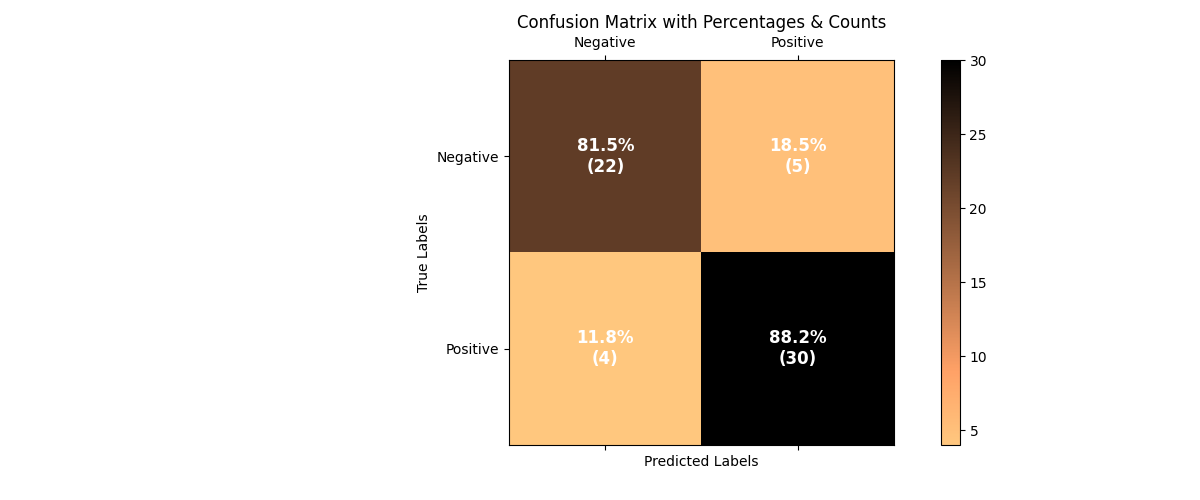 Confusion Matrix with Percentages & Counts
Negative
Positive
30
25
20
15
10
5
True Labels
Negative
81.5%
(22)
18.5%
(5)
Positive
11.8%
(4)
88.2%
(30)
Predicted Labels